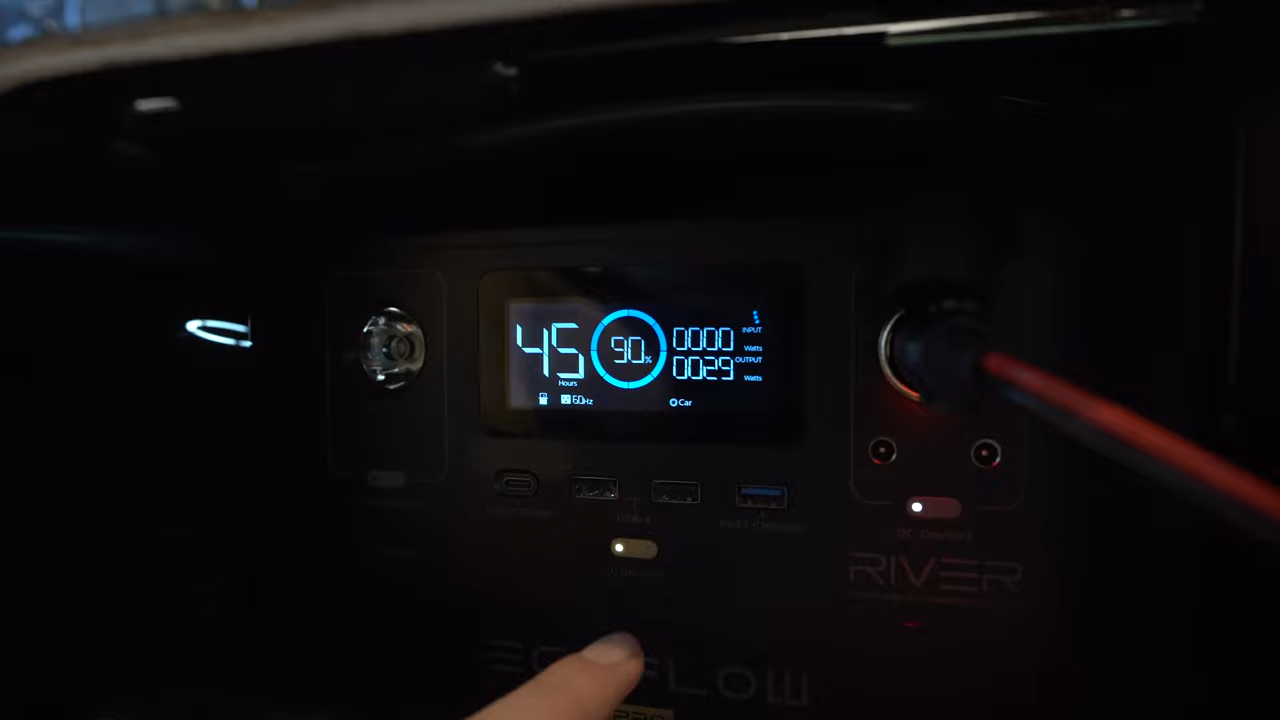 45
Hours
90%
0000
INPUT
Watts
0029
OUTPUT
Watts
60Hz
Car
RIVER
ECOFLOW